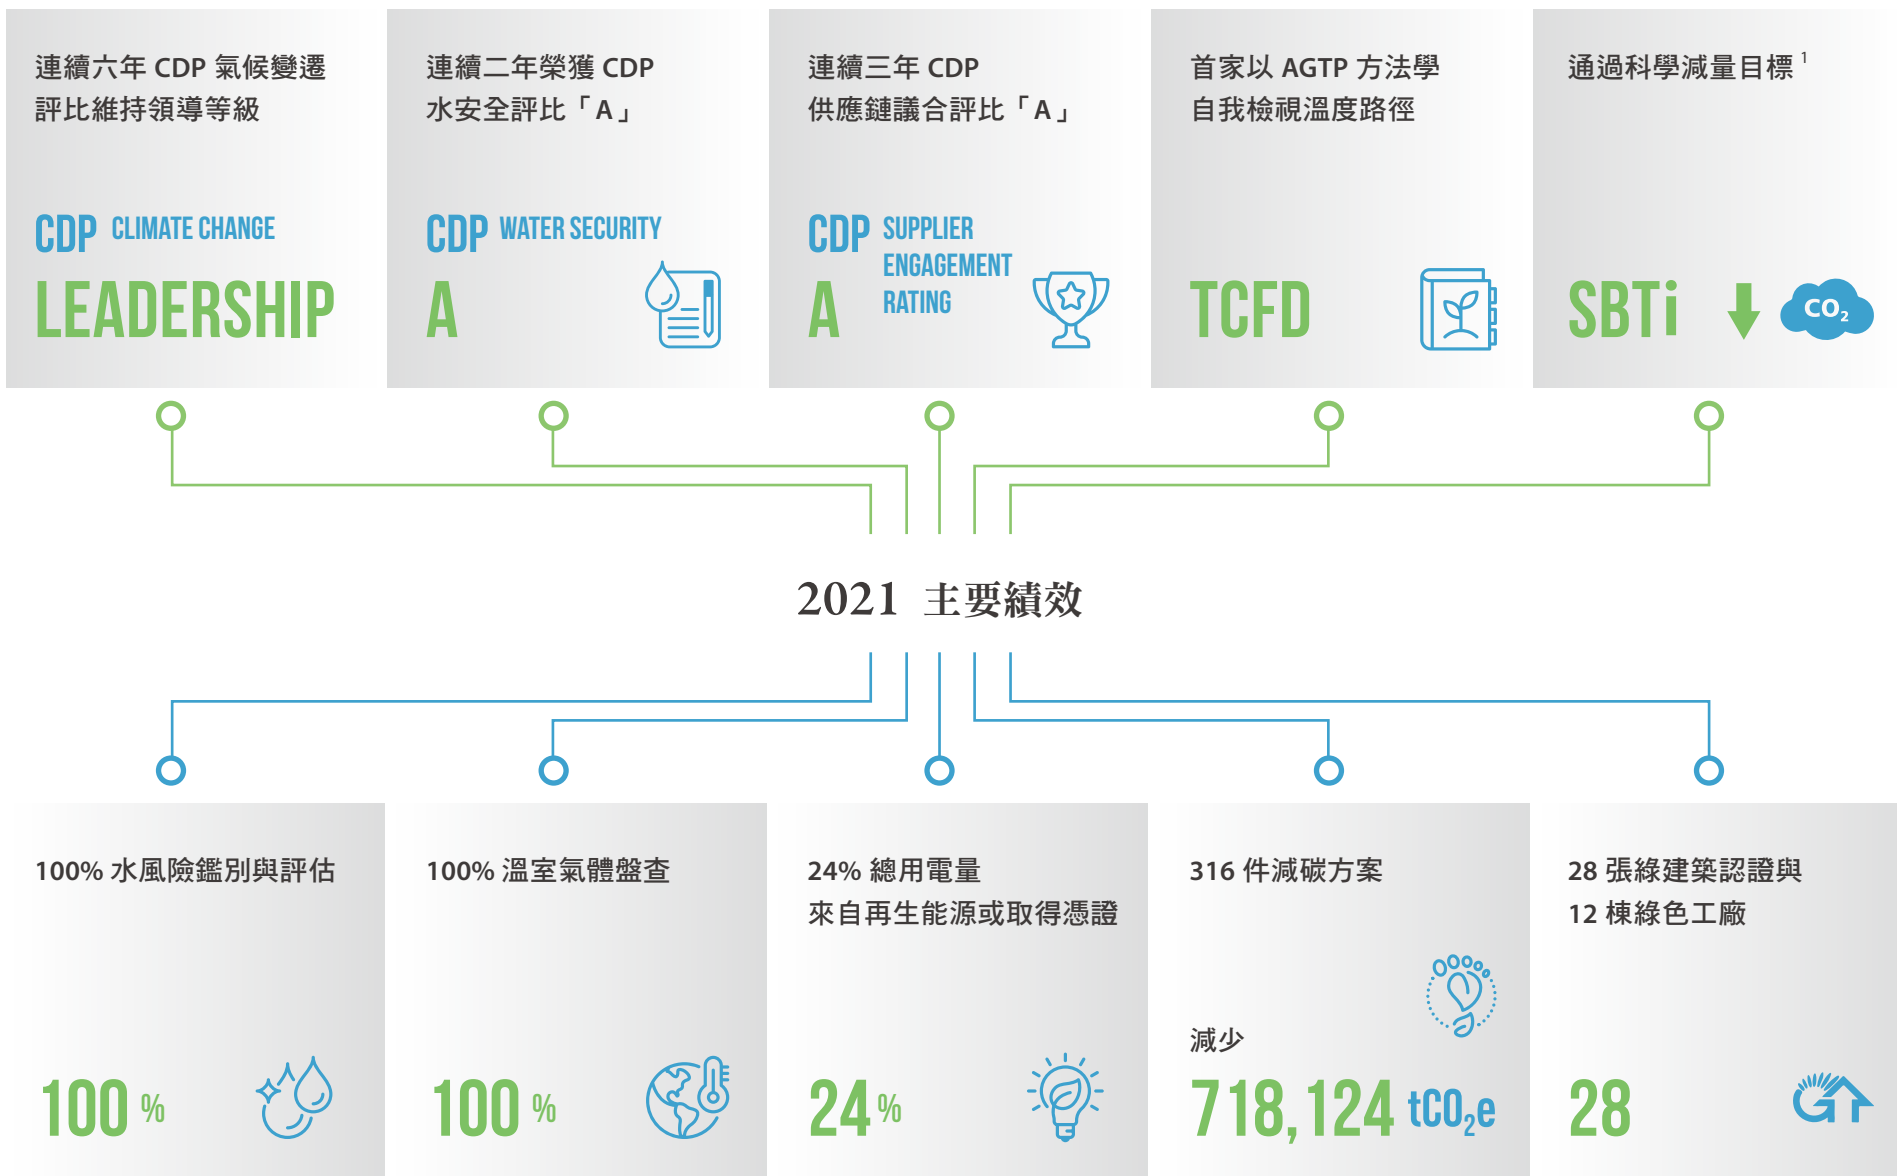 連續六年 CDP 氣候變遷
評比維持領導等級
CDP CLIMATE CHANGE
LEADERSHIP
連續二年榮獲 CDP
水安全評比「A」
CDP WATER SECURITY
A
連續三年 CDP
供應鏈議合評比「A」
CDP SUPPLIER
ENGAGEMENT
RATING
A
首家以 AGTP 方法學
自我檢視溫度路徑
TCFD
通過科學減量目標 1
SBTi
CO2
2021 主要績效
100% 水風險鑑別與評估
100 %
100% 溫室氣體盤查
100 %
24% 總用電量
來自再生能源或取得憑證
24 %
316 件減碳方案
減少
718,124 tCO2e
28 張綠建築認證與
12 棟綠色工廠
28